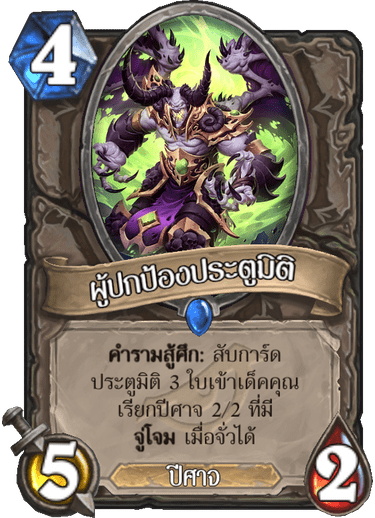 4
ผู้ปกป้องประตูมิติ
คำรามสู้ศึก: สับการ์ด
ประตูมิติ 3 ใบเข้าเด็คคุณ
เรียกปีศาจ 2/2 ที่มี
จู่โจม เมื่อจั่วได้
5
ปีศาจ
2